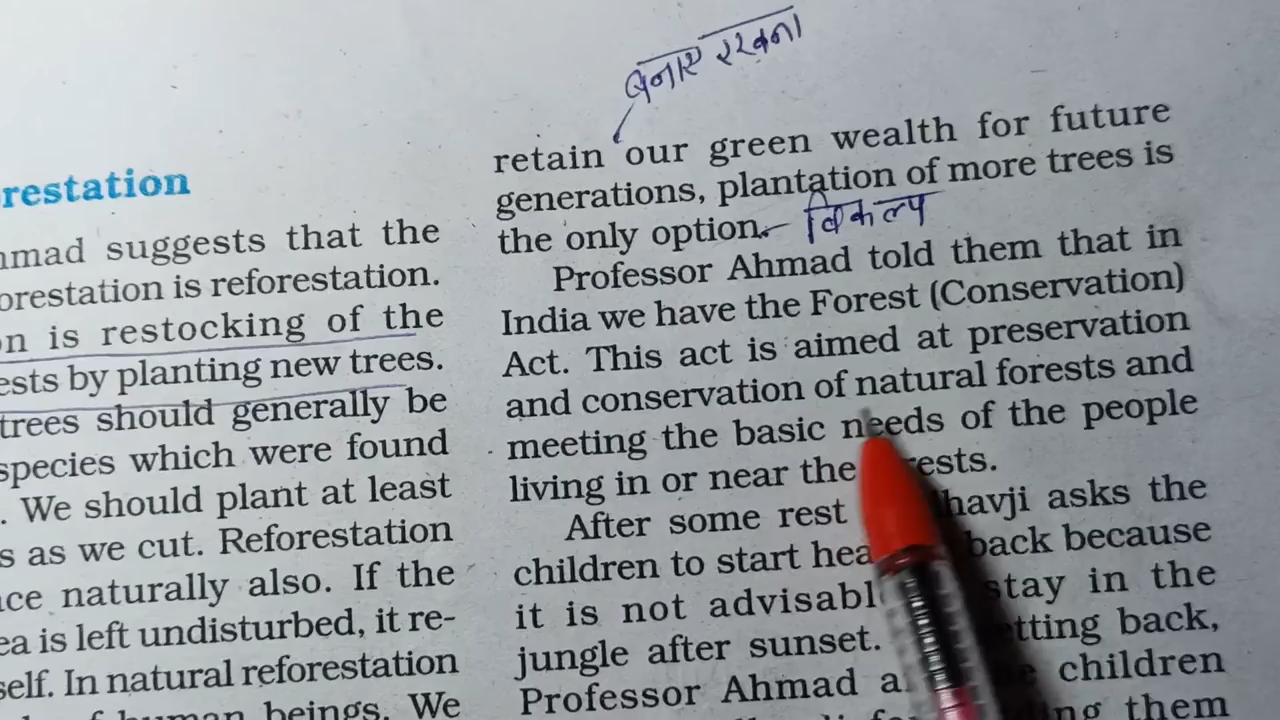 restation
hmad suggests that the
orestation is reforestation.
n is restocking of the
ests by planting new trees.
trees should generally be
species which were found
. We should plant at least
s as we cut. Reforestation
ce naturally also. If the
ea is left undisturbed, it re-
self. In natural reforestation
human beings. We
बनाए रखना
retain our green wealth for future
generations, plantation of more trees is
the only option. विकल्प
Professor Ahmad told them that in
India we have the Forest (Conservation)
Act. This act is aimed at preservation
and conservation of natural forests and
meeting the basic needs of the people
living in or near the rests.
After some rest havji asks the
children to start hea back because
it is not advisabl stay in the
jungle after sunset. tting back,
Professor Ahmad a children
them